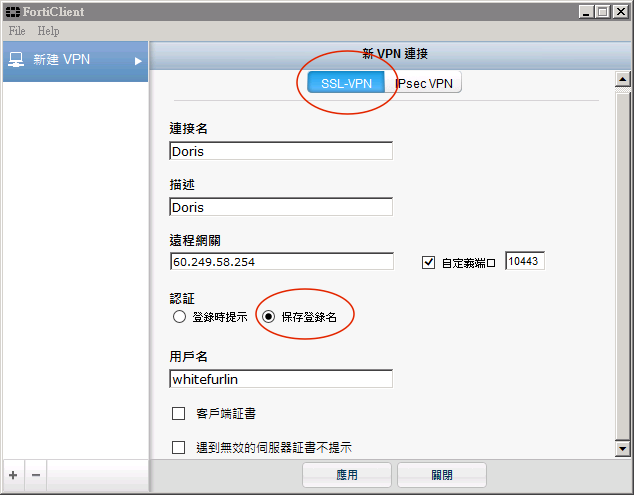 FortiClient
File Help
新建 VPN
新 VPN 連接
SSL-VPN IPsec VPN
連接名
Doris
描述
Doris
遠程網關
60.249.58.254 自定義端口 10443
認証
登錄時提示 保存登錄名
用戶名
whitefurlin
客戶端証書
遇到無效的伺服器証書不提示
應用 關閉